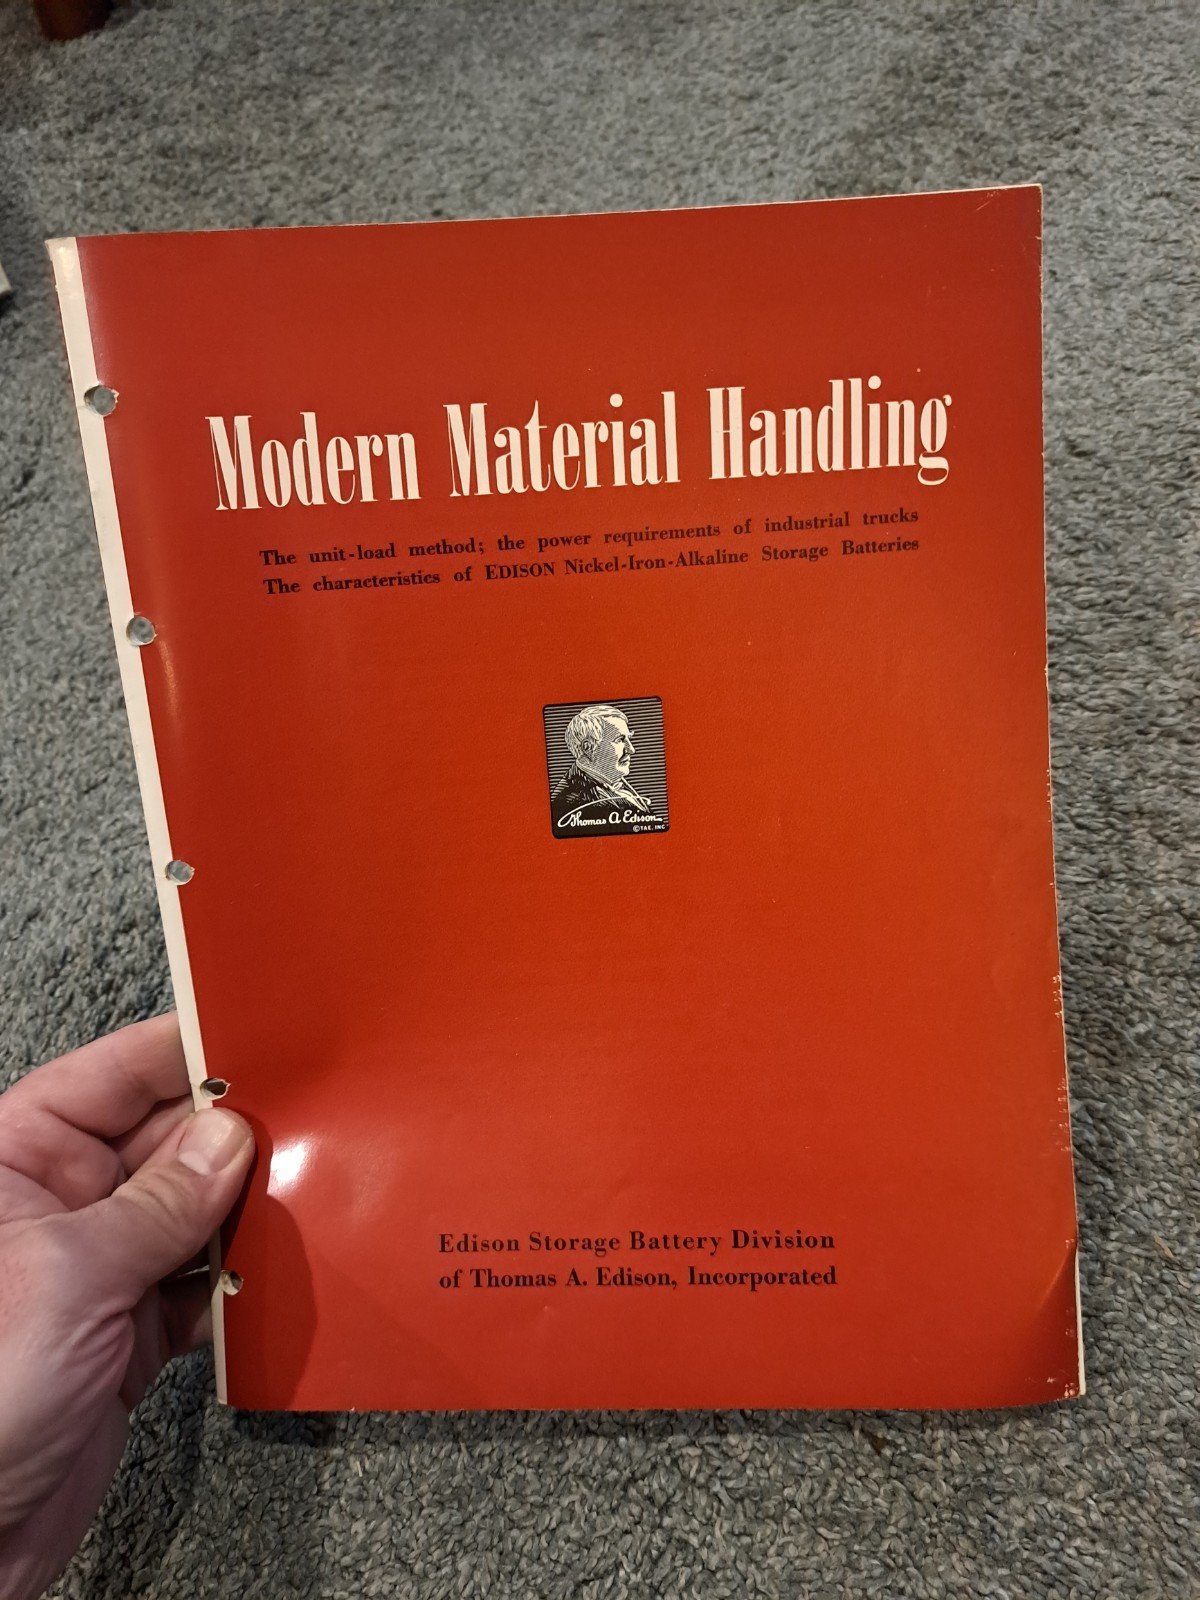 Modern Material Handling
The unit-load method; the power requirements of industrial trucks
The characteristics of EDISON Nickel-Iron-Alkaline Storage Batteries
Thomas A Edison
©T.A.E. INC
Edison Storage Battery Division
of Thomas A. Edison, Incorporated